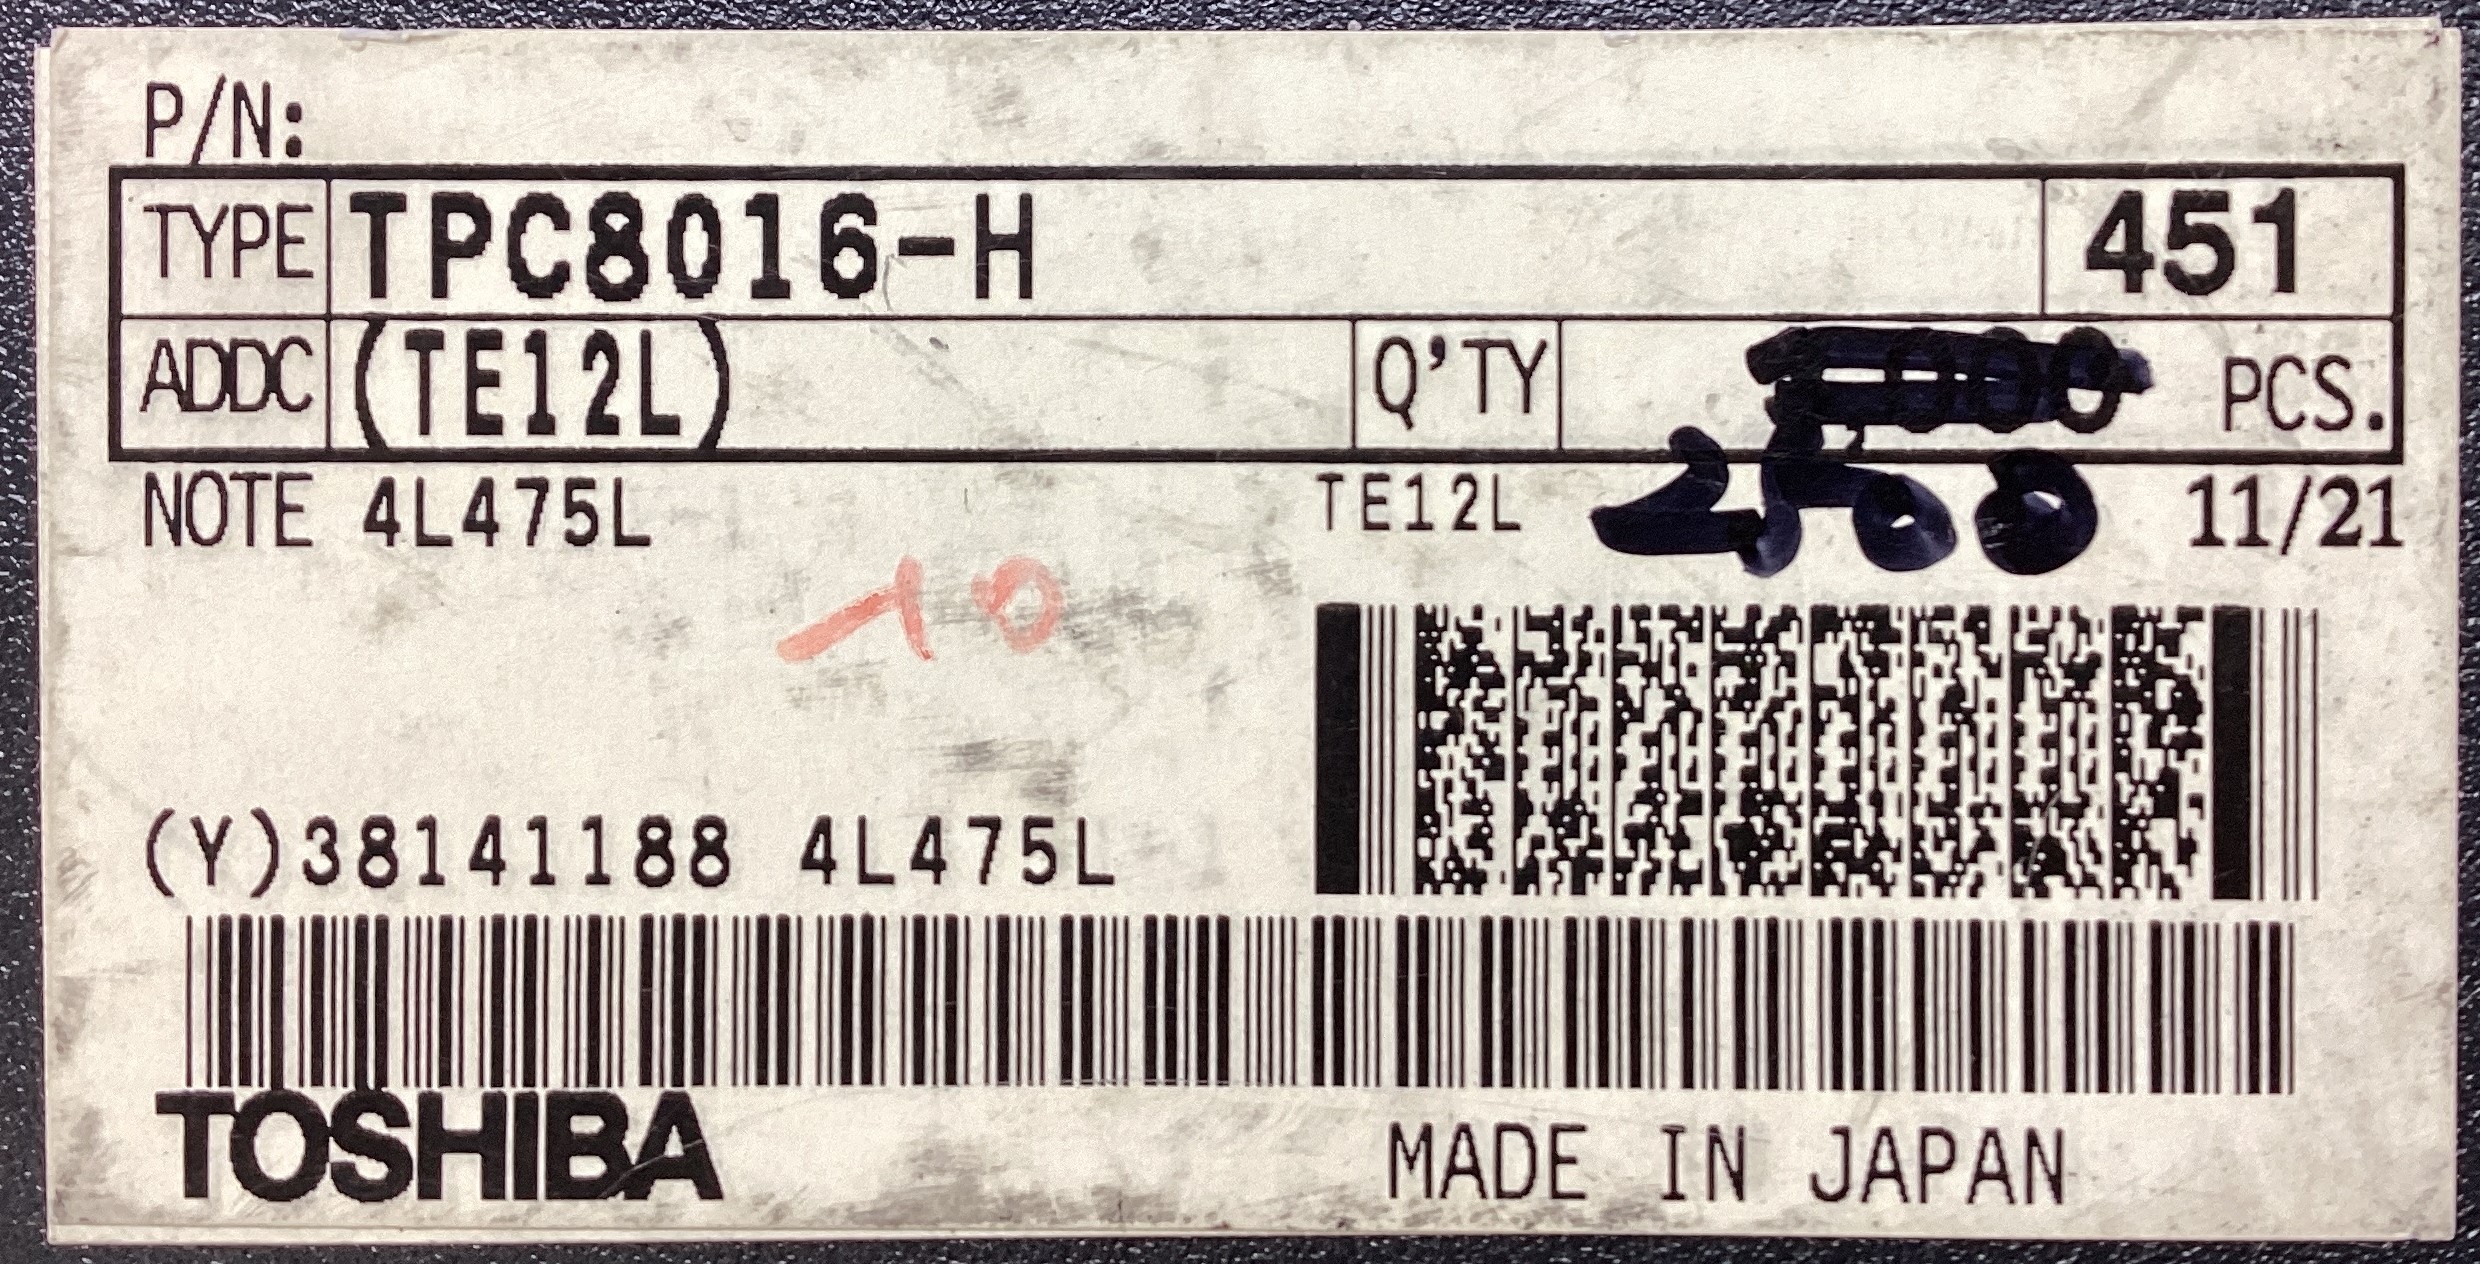 P/N:
TYPE TPC8016-H 451
ADDC (TE12L) Q'TY PCS.
NOTE 4L475L TE12L 2500 11/21
10
(Y)38141188 4L475L
TOSHIBA MADE IN JAPAN